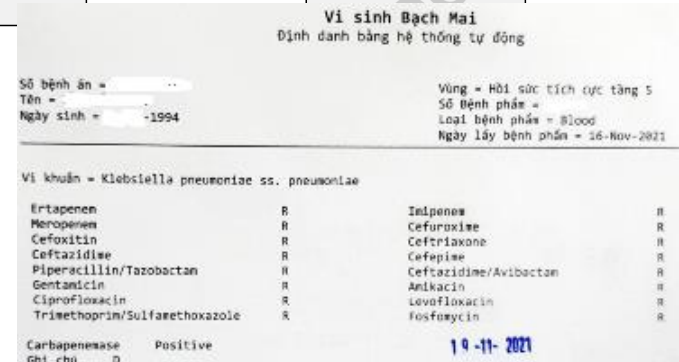 Vi sinh Bạch Mai
Định danh bằng hệ thống tự động
Số bệnh án =
Tên =
Ngày sinh = -1994
Vùng = Hồi sức tích cực tầng 5
Số Bệnh phẩm =
Loại bệnh phẩm = Blood
Ngày lấy bệnh phẩm = 16-Nov-2021
Vi khuẩn = Klebsiella pneumoniae ss. pneumoniae
Ertapenem R Imipenem R
Meropenem R Cefuroxime R
Cefoxitin R Ceftriaxone R
Ceftazidime R Cefepime R
Piperacillin/Tazobactam R Ceftazidime/Avibactam R
Gentamicin R Amikacin R
Ciprofloxacin R Levofloxacin R
Trimethoprim/Sulfamethoxazole R Fosfomycin R
Carbapenemase Positive
19-11-2021
Ghi chú D